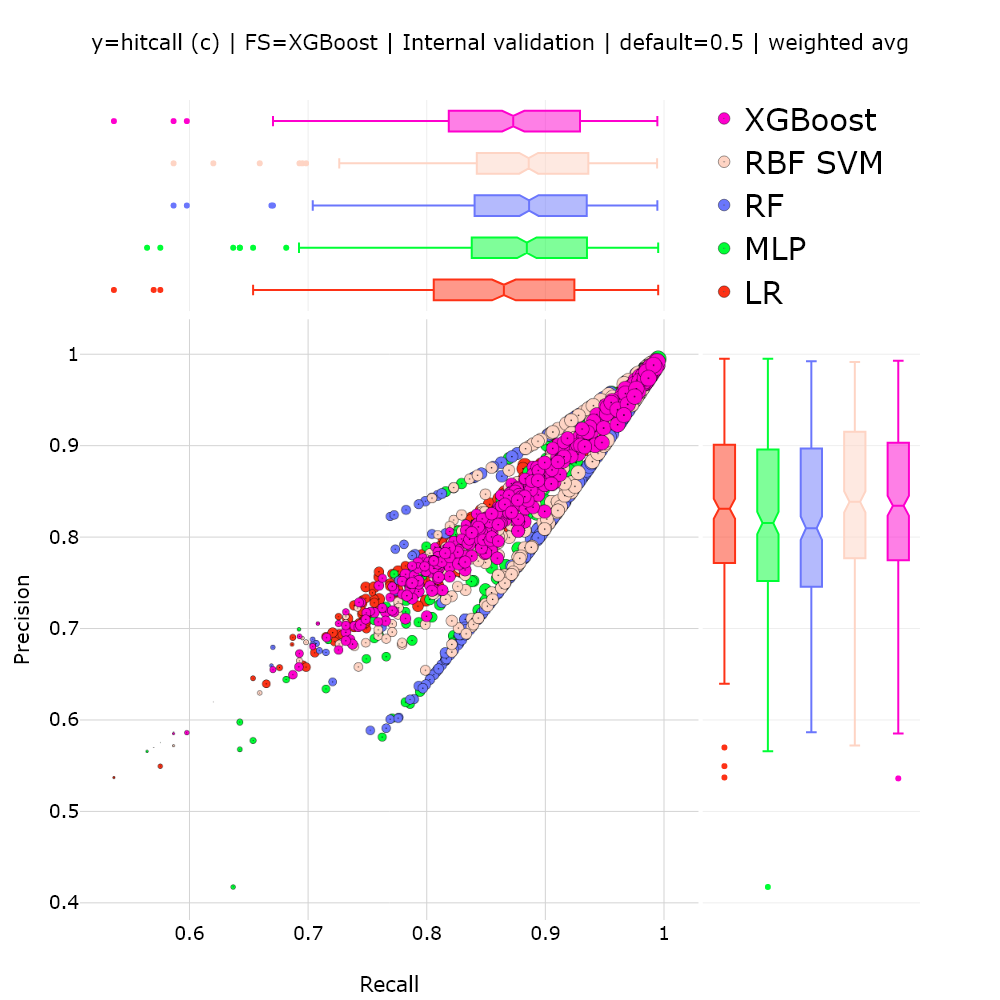 y=hitcall (c) | FS=XGBoost | Internal validation | default=0.5 | weighted avg
XGBoost
RBF SVM
RF
MLP
LR
1
0.9
0.8
0.7
0.6
0.5
0.4
Precision
0.6 0.7 0.8 0.9 1
Recall